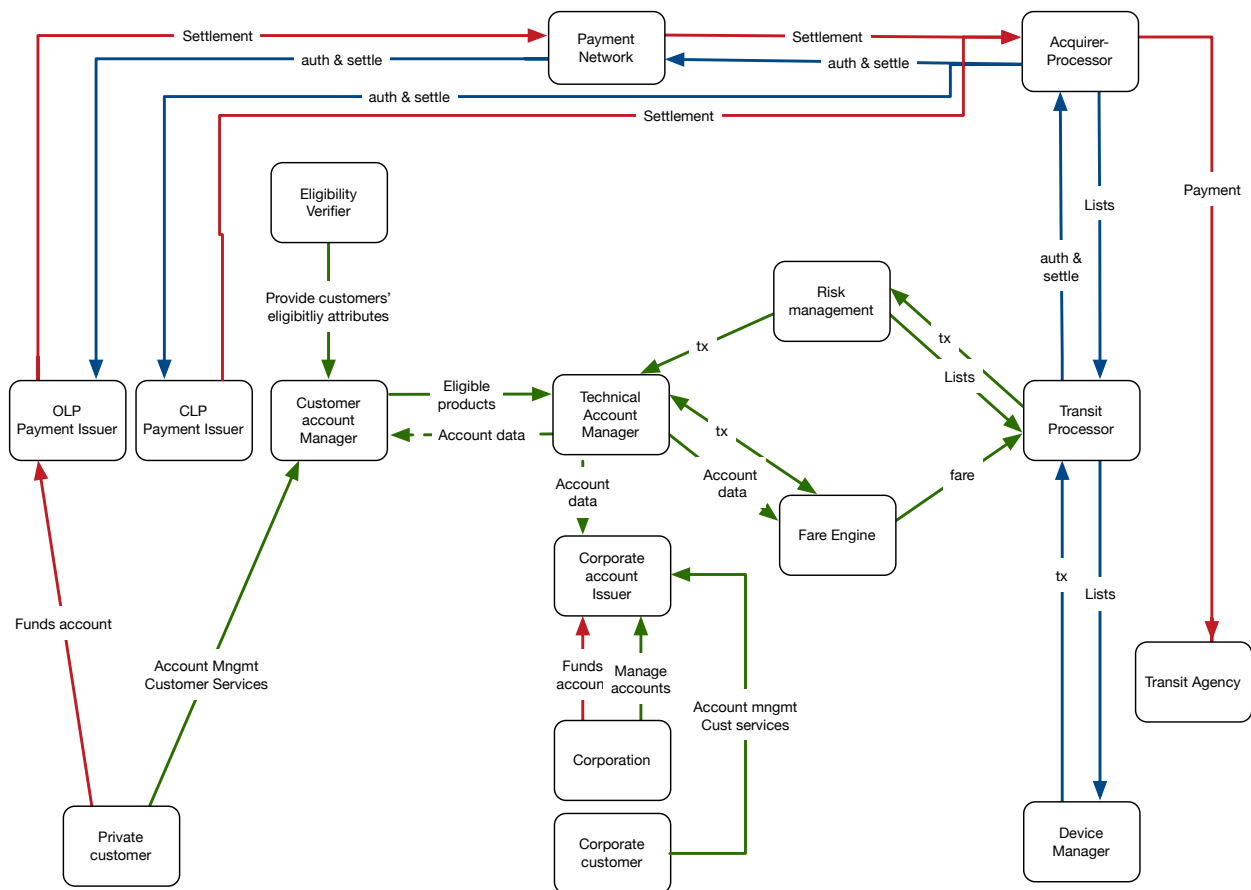 Settlement
Payment
Network
Settlement
Acquirer-
Processor
auth & settle
auth & settle
auth & settle
Settlement
Eligibility
Verifier
Payment
Lists
auth &
settle
Provide customers’
eligibitliy attributes
Risk
management
tx
tx
Lists
OLP
Payment Issuer
CLP
Payment Issuer
Customer
account
Manager
Eligible
products
Account data
Technical
Account
Manager
Transit
Processor
tx
Account
data
fare
Account
data
Fare Engine
Corporate
account
Issuer
tx
Lists
Funds account
Account Mngmt
Customer Services
Funds
account
Manage
accounts
Account mngmt
Cust services
Transit Agency
Corporation
Private
customer
Corporate
customer
Device
Manager